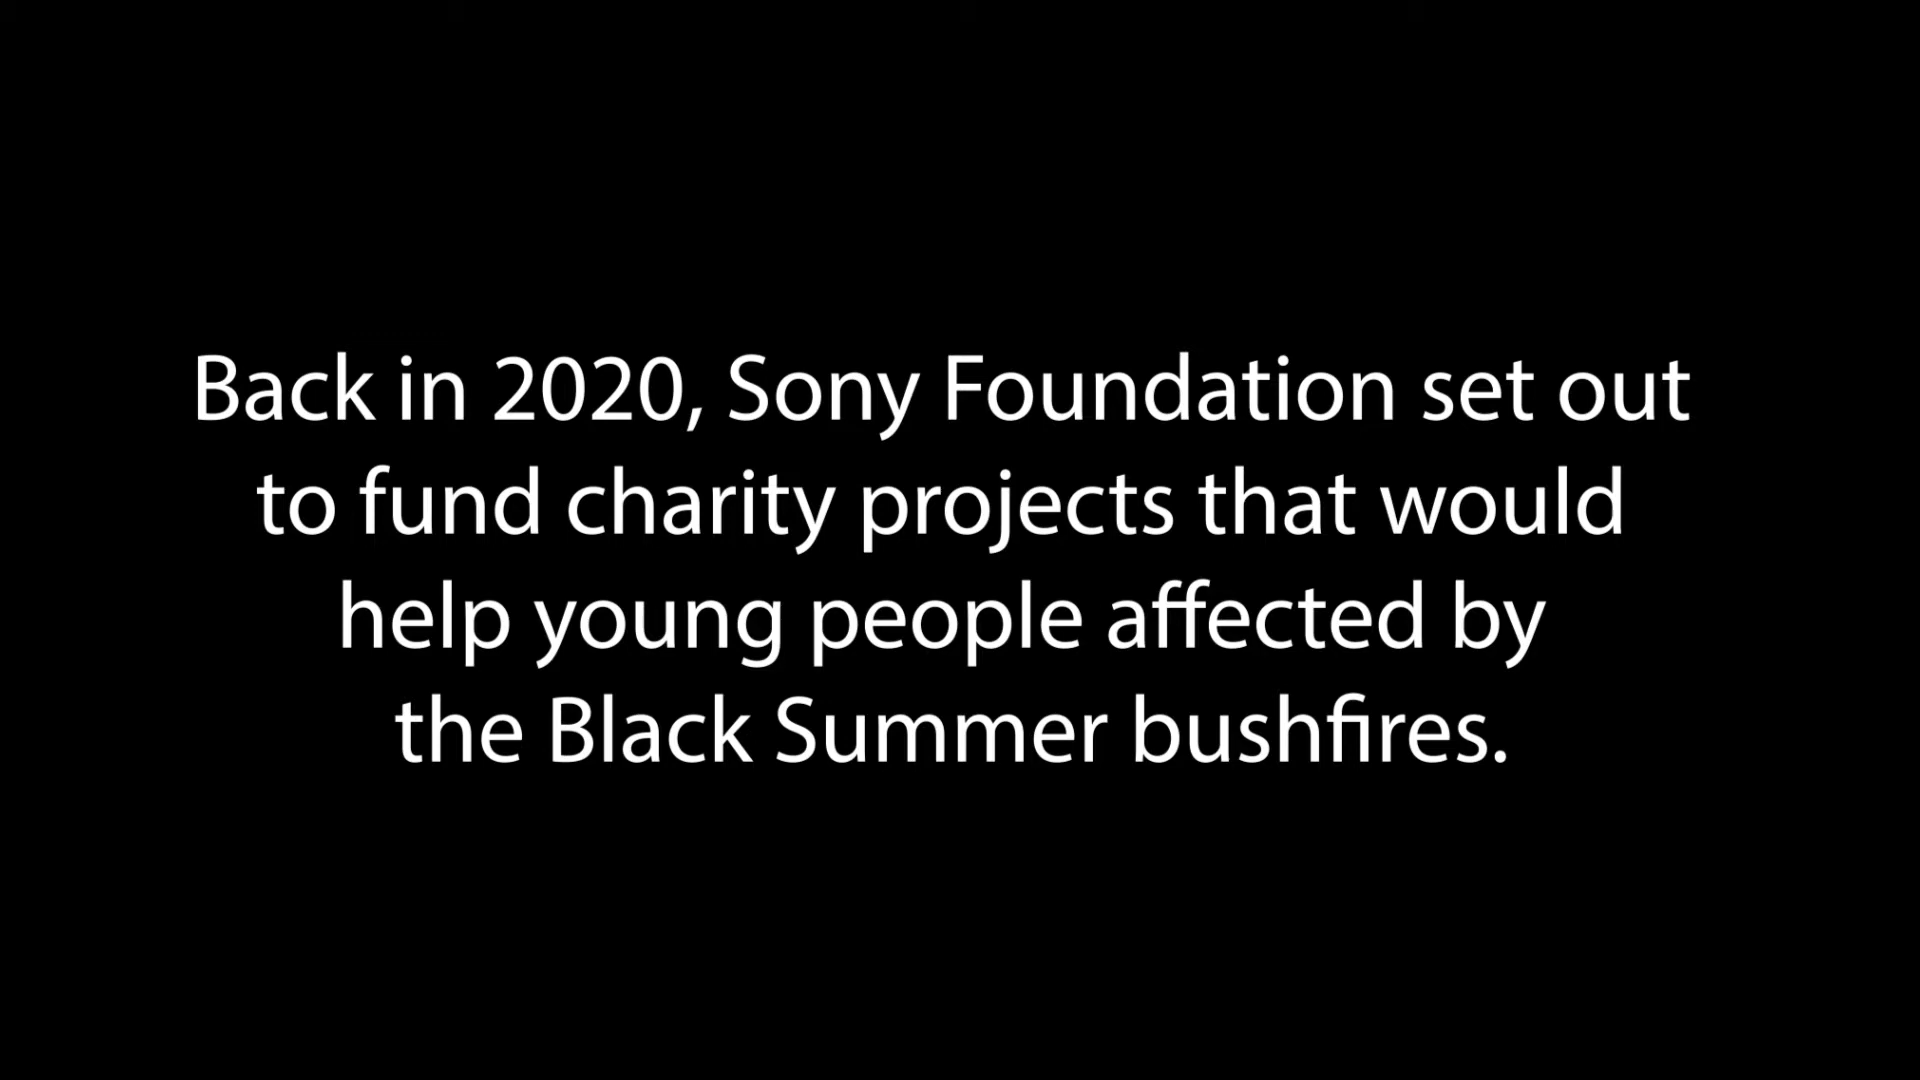 Back in 2020, Sony Foundation set out
to fund charity projects that would
help young people affected by
the Black Summer bushfires.